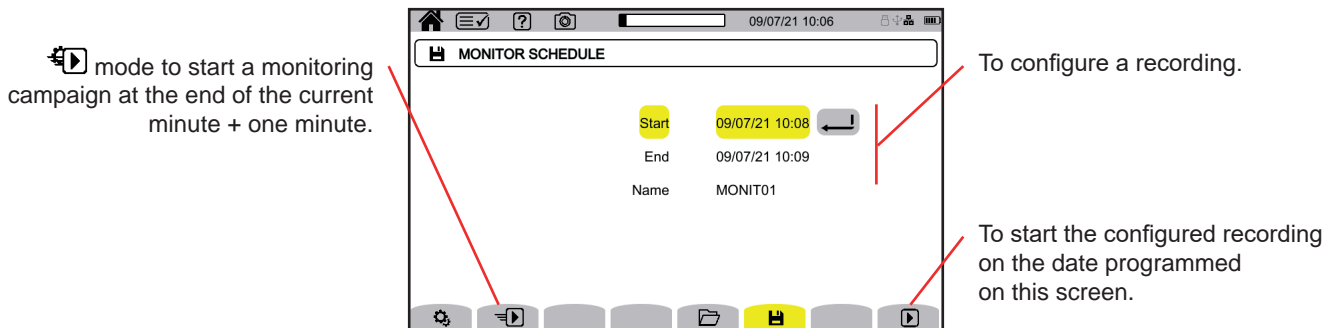 09/07/21 10:06
MONITOR SCHEDULE
mode to start a monitoring
campaign at the end of the current
minute + one minute.
To configure a recording.
Start 09/07/21 10:08
End 09/07/21 10:09
Name MONIT01
To start the configured recording
on the date programmed
on this screen.